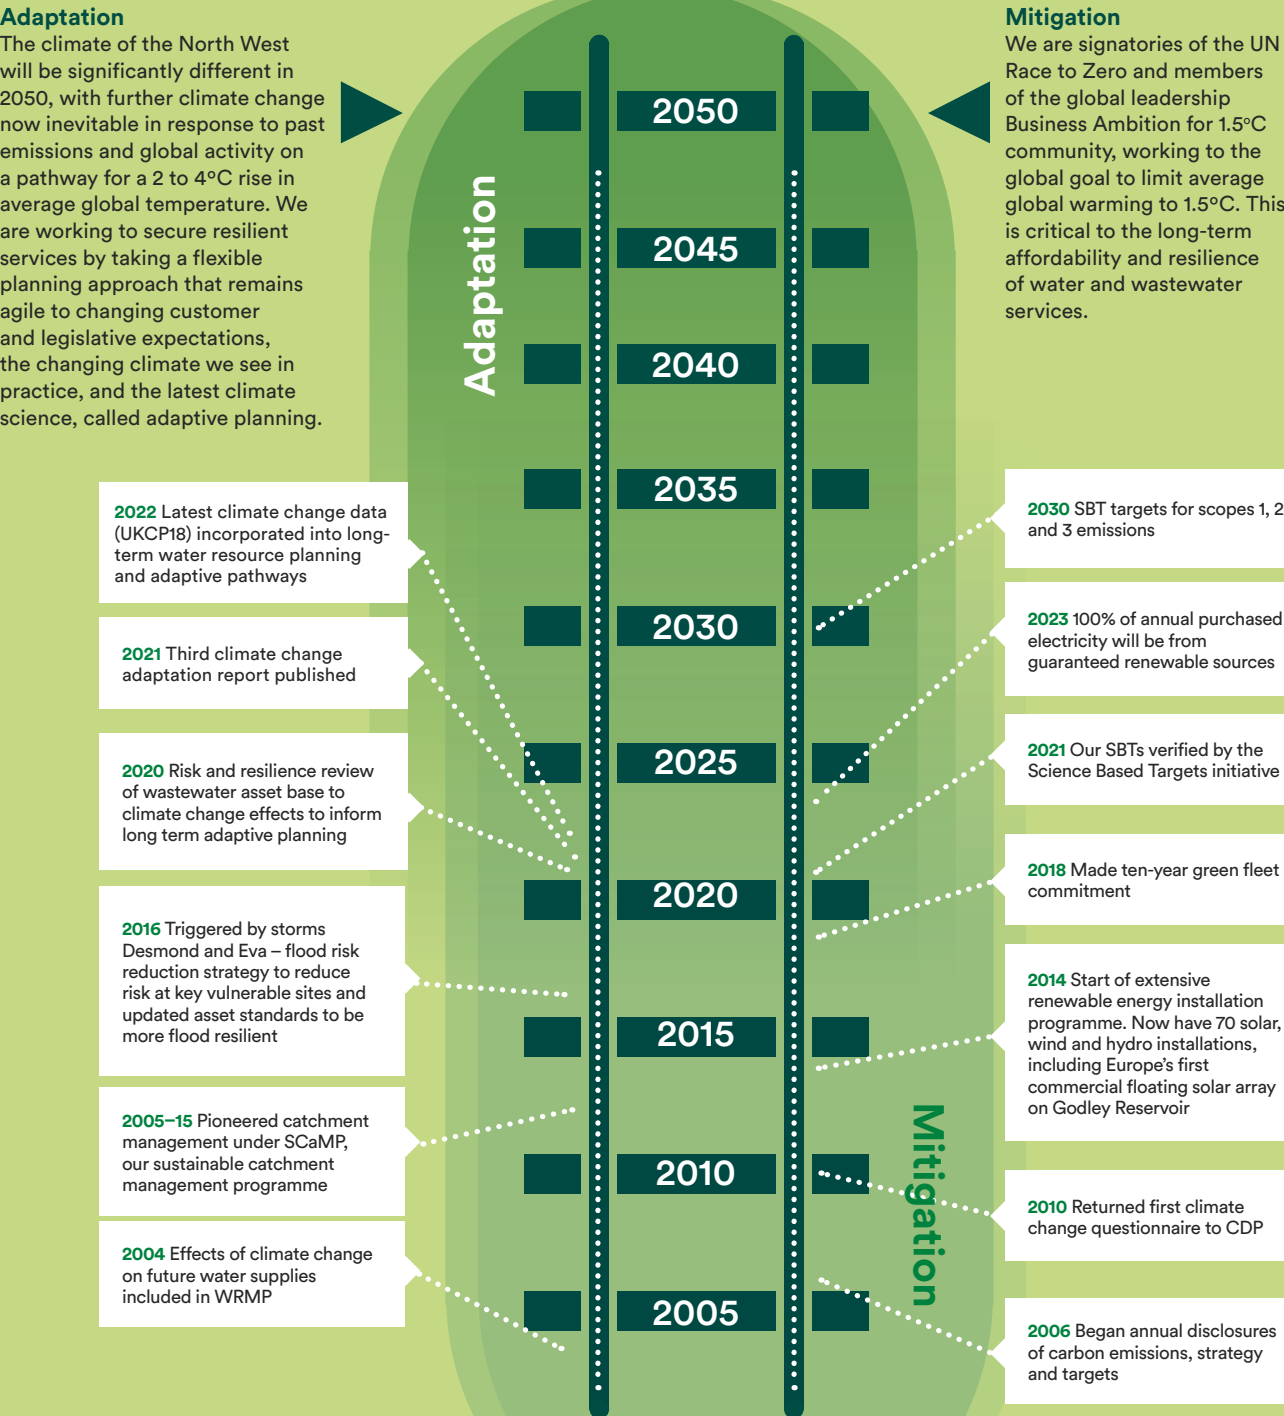 Adaptation
The climate of the North West
will be significantly different in
2050, with further climate change
now inevitable in response to past
emissions and global activity on
a pathway for a 2 to 4°C rise in
average global temperature. We
are working to secure resilient
services by taking a flexible
planning approach that remains
agile to changing customer
and legislative expectations,
the changing climate we see in
practice, and the latest climate
science, called adaptive planning.
Mitigation
We are signatories of the UN
Race to Zero and members
of the global leadership
Business Ambition for 1.5°C
community, working to the
global goal to limit average
global warming to 1.5°C. This
is critical to the long-term
affordability and resilience
of water and wastewater
services.
Adaptation
2050
2045
2040
2035
2030
2025
2020
2015
2010
2005
Mitigation
2022 Latest climate change data
(UKCP18) incorporated into long-
term water resource planning
and adaptive pathways
2021 Third climate change
adaptation report published
2020 Risk and resilience review
of wastewater asset base to
climate change effects to inform
long term adaptive planning
2016 Triggered by storms
Desmond and Eva – flood risk
reduction strategy to reduce
risk at key vulnerable sites and
updated asset standards to be
more flood resilient
2005–15 Pioneered catchment
management under SCaMP,
our sustainable catchment
management programme
2004 Effects of climate change
on future water supplies
included in WRMP
2030 SBT targets for scopes 1, 2
and 3 emissions
2023 100% of annual purchased
electricity will be from
guaranteed renewable sources
2021 Our SBTs verified by the
Science Based Targets initiative
2018 Made ten-year green fleet
commitment
2014 Start of extensive
renewable energy installation
programme. Now have 70 solar,
wind and hydro installations,
including Europe's first
commercial floating solar array
on Godley Reservoir
2010 Returned first climate
change questionnaire to CDP
2006 Began annual disclosures
of carbon emissions, strategy
and targets